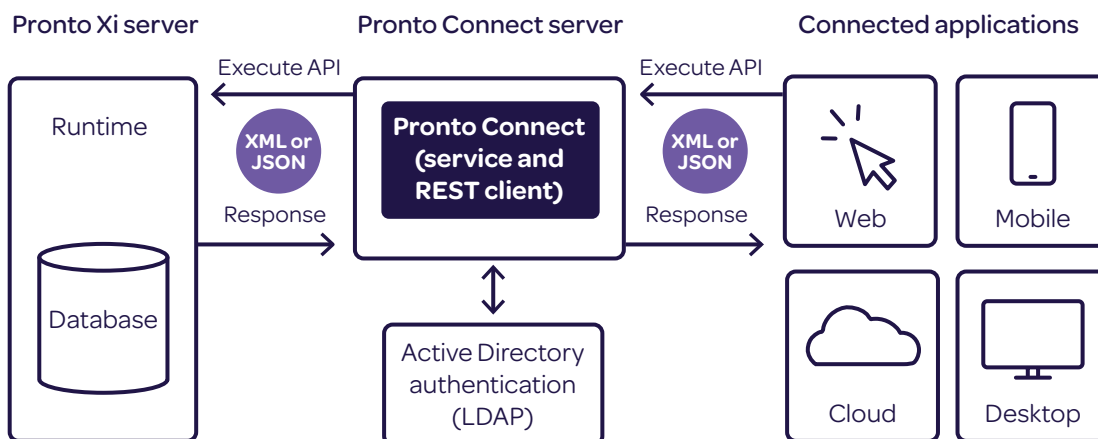 Pronto Xi server
Pronto Connect server
Connected applications
Execute API
Execute API
Runtime
XML or
JSON
Pronto Connect
(service and
REST client)
XML or
JSON
Response
Response
Web
Mobile
Database
Active Directory
authentication
(LDAP)
Cloud
Desktop